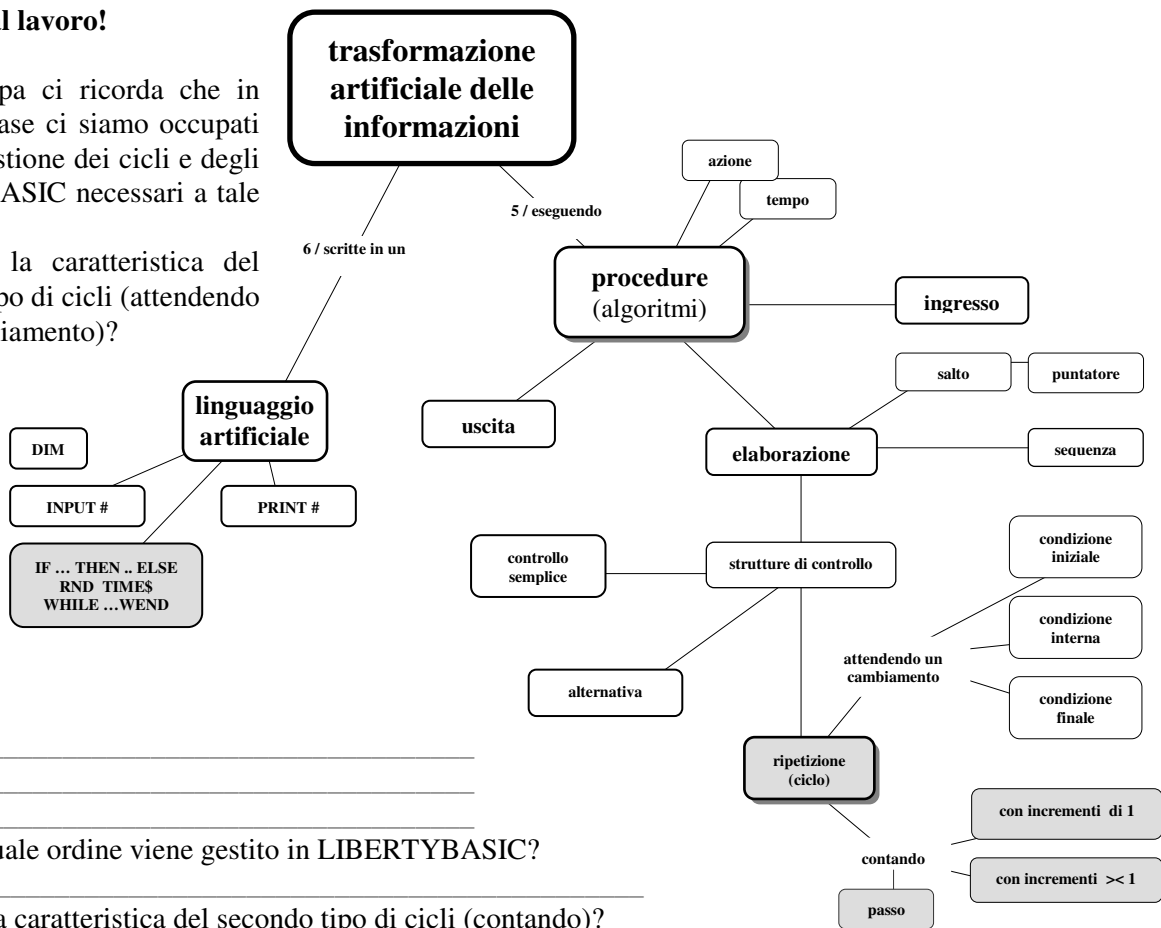 al lavoro!
pa ci ricorda che in
ase ci siamo occupati
stione dei cicli e degli
BASIC necessari a tale
la caratteristica del
po di cicli (attendendo
iamento)?
trasformazione
artificiale delle
informazioni
azione
tempo
5 / eseguendo
6 / scritte in un
procedure
(algoritmi)
ingresso
salto
puntatore
linguaggio
artificiale
uscita
DIM
elaborazione
sequenza
INPUT #
PRINT #
condizione
iniziale
controllo
semplice
strutture di controllo
IF … THEN .. ELSE
RND TIME$
WHILE …WEND
condizione
interna
attendendo un
cambiamento
alternativa
condizione
finale
ripetizione
(ciclo)
con incrementi di 1
uale ordine viene gestito in LIBERTYBASIC?
contando
con incrementi >< 1
passo
a caratteristica del secondo tipo di cicli (contando)?